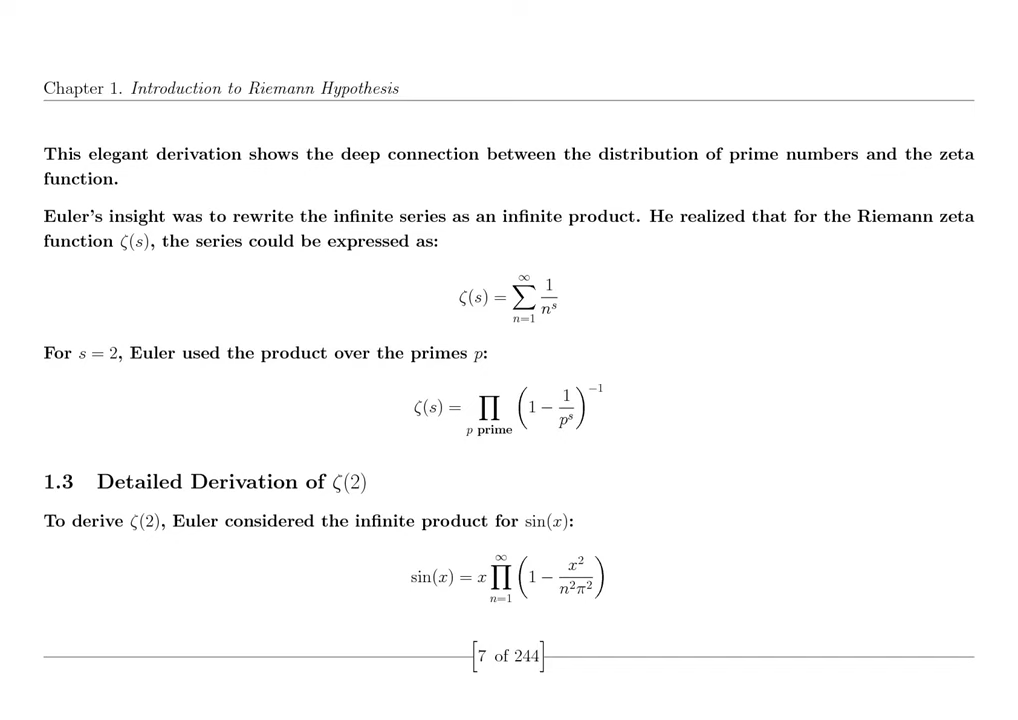 Chapter 1. Introduction to Riemann Hypothesis
This elegant derivation shows the deep connection between the distribution of prime numbers and the zeta
function.
Euler's insight was to rewrite the infinite series as an infinite product. He realized that for the Riemann zeta
function ζ(s), the series could be expressed as:
ζ(s) = ∑_{n=1}^{∞} 1/n^s
For s = 2, Euler used the product over the primes p:
ζ(s) = ∏_{p prime} (1 − 1/p^s)^{−1}
1.3 Detailed Derivation of ζ(2)
To derive ζ(2), Euler considered the infinite product for sin(x):
sin(x) = x ∏_{n=1}^{∞} (1 − x^2/(n^2π^2))
[7 of 244]